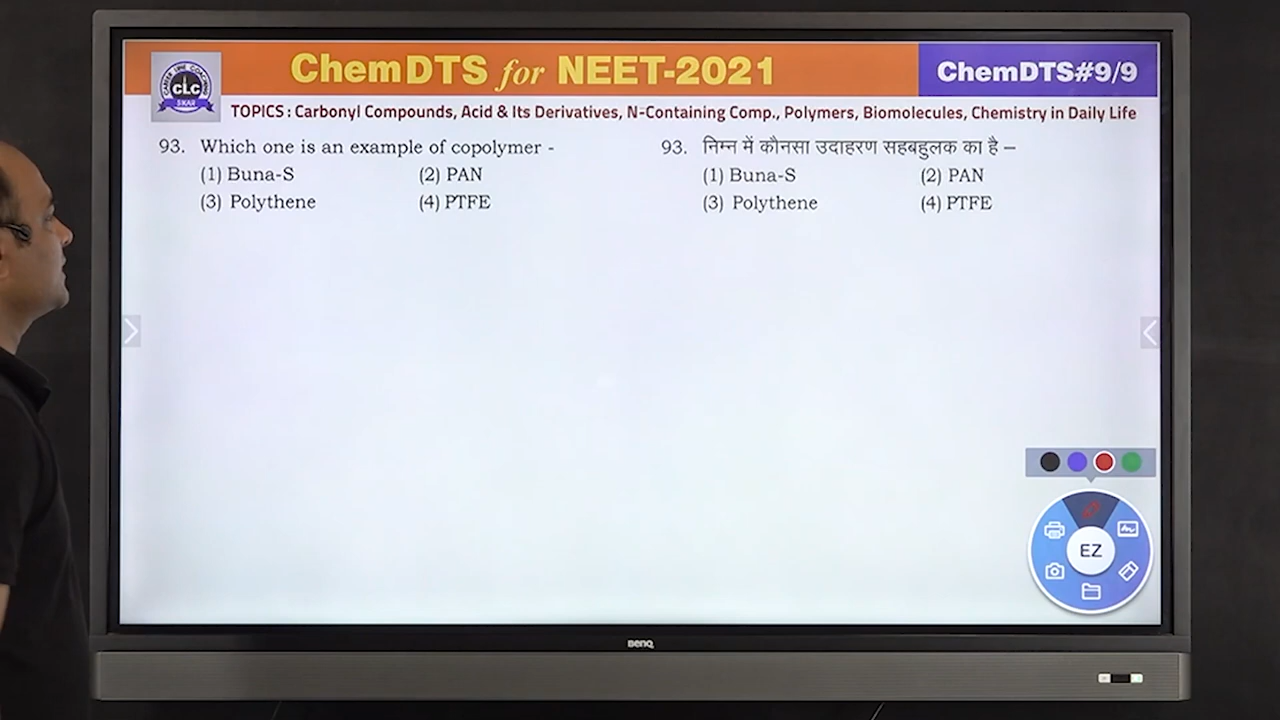 ChemDTS for NEET-2021
ChemDTS#9/9
CLC
SIKAR
TOPICS : Carbonyl Compounds, Acid & Its Derivatives, N-Containing Comp., Polymers, Biomolecules, Chemistry in Daily Life
93. Which one is an example of copolymer -
(1) Buna-S (2) PAN
(3) Polythene (4) PTFE
93. निम्न में कौनसा उदाहरण सहबहुलक का है –
(1) Buna-S (2) PAN
(3) Polythene (4) PTFE
EZ
BenQ